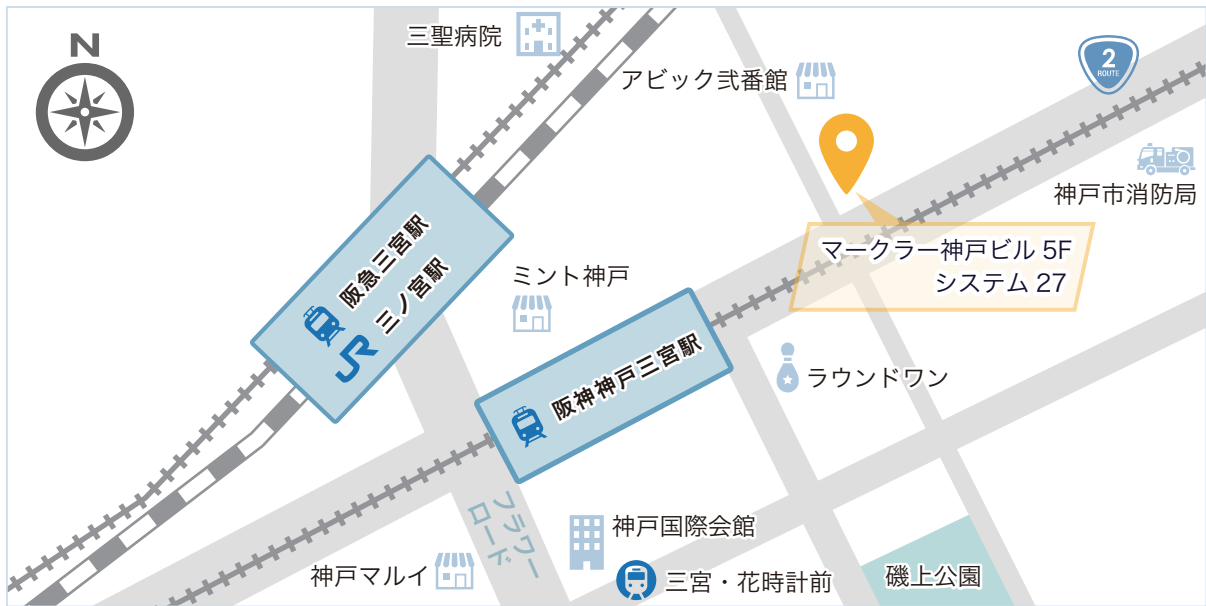 N
三聖病院
アビック弐番館
2
ROUTE
神戸市消防局
マークラー神戸ビル 5F
システム 27
阪急三宮駅
JR 三ノ宮駅
ミント神戸
阪神神戸三宮駅
ラウンドワン
フラワー
ロード
神戸国際会館
神戸マルイ
三宮・花時計前
磯上公園